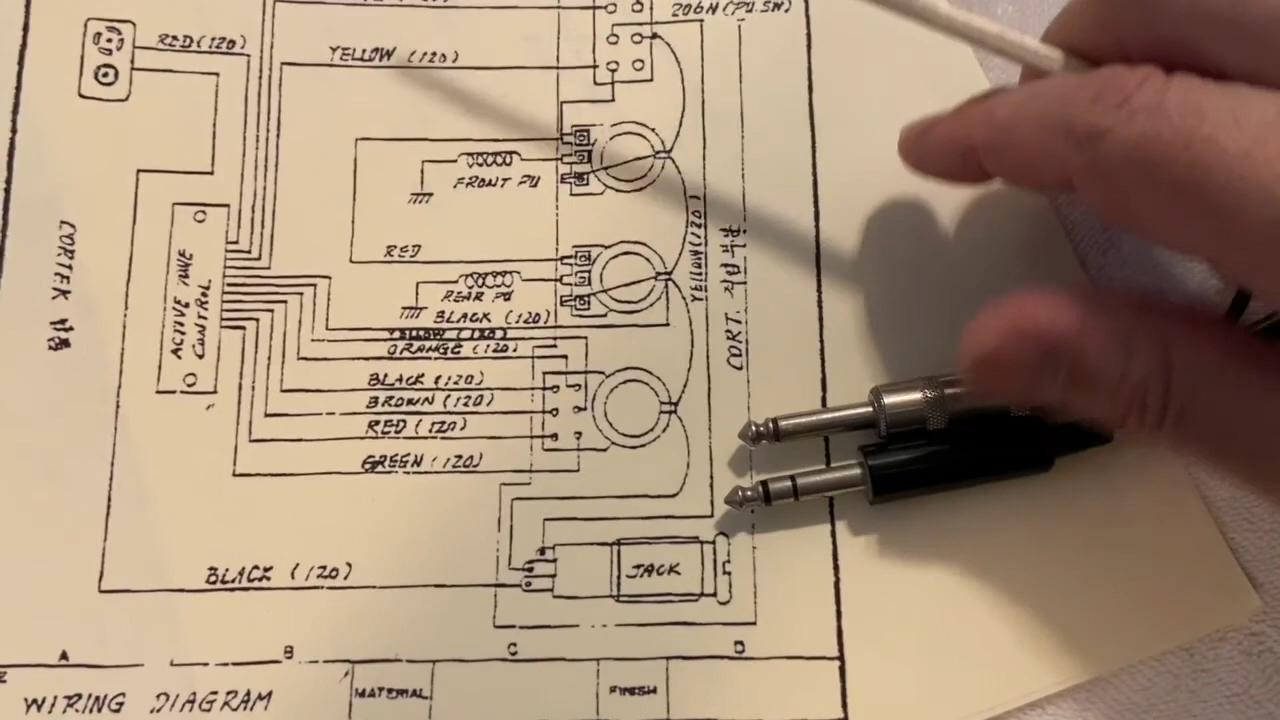 206N (PU.SW)
RED (120)
YELLOW (120)
FRONT PU
RED
REAR PU
BLACK (120)
YELLOW (120)
ORANGE (120)
BLACK (120)
BROWN (120)
RED (120)
GREEN (120)
ACTIVE TUNE
CONTROL
CORTEK
YELLOW (120)
CORT.
BLACK (120)
JACK
A
B
C
D
WIRING DIAGRAM
MATERIAL
FINISH